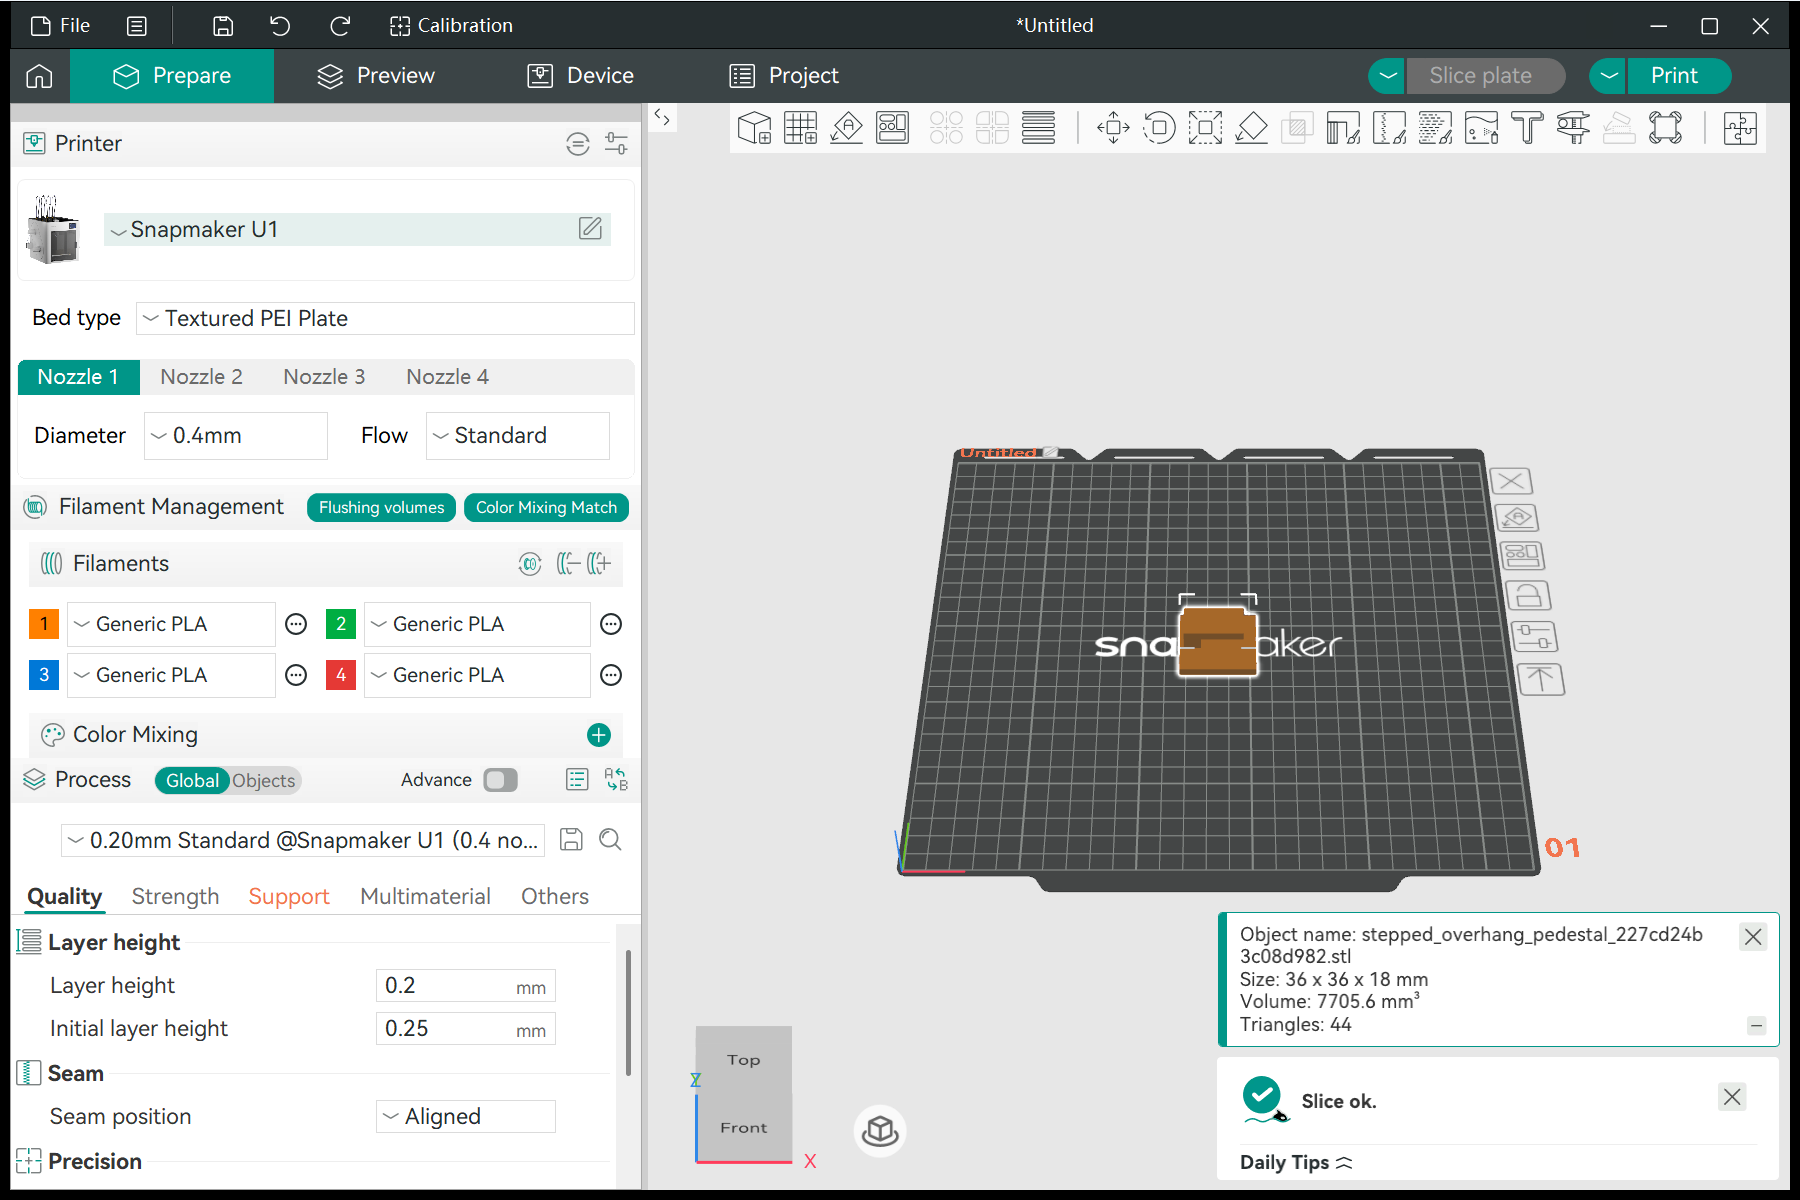 File
Calibration
*Untitled
Prepare
Preview
Device
Project
Slice plate
Print
Printer
Snapmaker U1
Bed type
Textured PEI Plate
Nozzle 1
Nozzle 2
Nozzle 3
Nozzle 4
Diameter
0.4mm
Flow
Standard
Filament Management
Flushing volumes
Color Mixing Match
Filaments
1
Generic PLA
2
Generic PLA
3
Generic PLA
4
Generic PLA
Color Mixing
Process
Global
Objects
Advance
0.20mm Standard @Snapmaker U1 (0.4 no...
Quality
Strength
Support
Multimaterial
Others
Layer height
Layer height
0.2 mm
Initial layer height
0.25 mm
Seam
Seam position
Aligned
Precision
Untitled
sna
aker
01
Top
Front
Z
X
Object name: stepped_overhang_pedestal_227cd24b
3c08d982.stl
Size: 36 x 36 x 18 mm
Volume: 7705.6 mm³
Triangles: 44
Slice ok.
Daily Tips